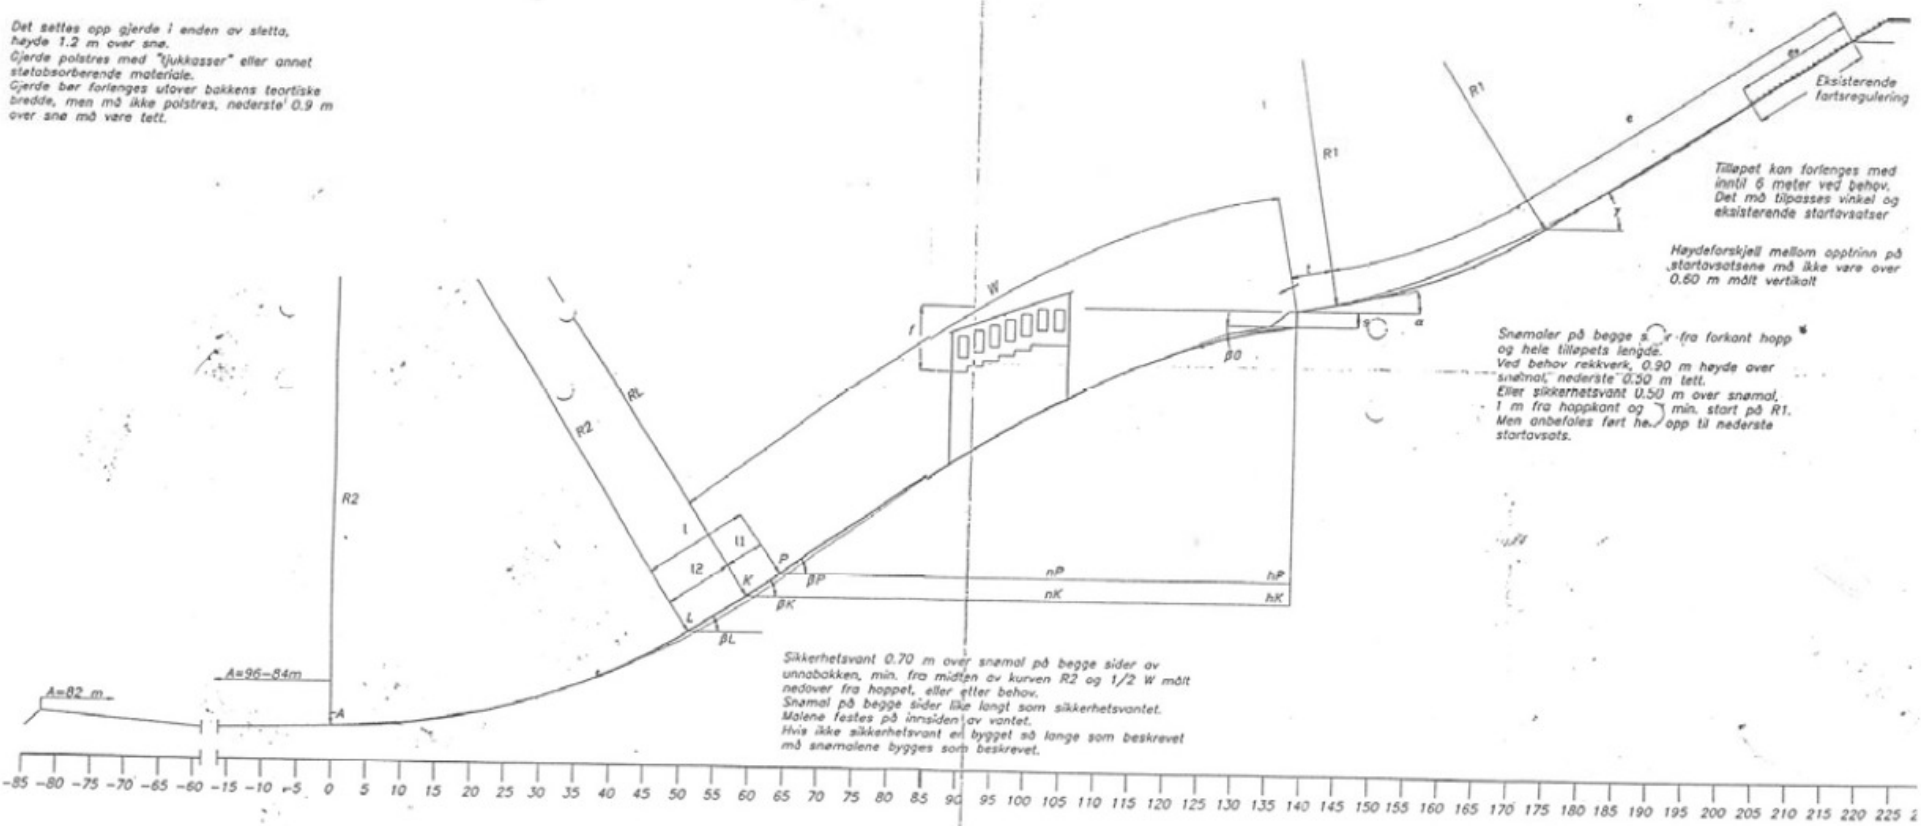 Det settes opp gjerde i enden av sletta,
høyde 1.2 m over snø.
Gjerde polstres med "tjukkasser" eller annet
støtabsorberende materiale.
Gjerde bør forlenges utover bakkens teortiske
bredde, men må ikke polstres, nederste 0.9 m
over snø må være tett.
Eksisterende
fartsregulering
es
e
R1
R1
t
Tilløpet kan forlenges med
inntil 6 meter ved behov.
Det må tilpasses vinkel og
eksisterende startavsatser
γ
Høydeforskjell mellom opptrinn på
startavsatsene må ikke være over
0.60 m målt vertikalt
Snømaler på begge fra forkant hopp
og hele tilløpets lengde.
Ved behov rekkverk, 0.90 m høyde over
snømal, nederste 0.50 m tett.
Eller sikkerhetsvant 0.50 m over snømal,
1 m fra hoppkant og min. start på R1.
Men anbefales ført opp til nederste
startavsats.
W
f
s
α
β0
RL
R2
R2
l
l1
l2
P
K
L
βP
βK
βL
nP
hP
nK
hK
A=96-84m
A=82 m
A
Sikkerhetsvant 0.70 m over snømal på begge sider av
unnabakken, min. fra midten av kurven R2 og 1/2 W målt
nedover fra hoppet, eller etter behov.
Snømal på begge sider like langt som sikkerhetsvantet.
Malene festes på innsiden av vantet.
Hvis ikke sikkerhetsvant er bygget så lange som beskrevet
må snømalene bygges som beskrevet.
-85 -80 -75 -70 -65 -60 -55 -50 -15 -10 -5 0 5 10 15 20 25 30 35 40 45 50 55 60 65 70 75 80 85 90 95 100 105 110 115 120 125 130 135 140 145 150 155 160 165 170 175 180 185 190 195 200 205 210 215 220 225